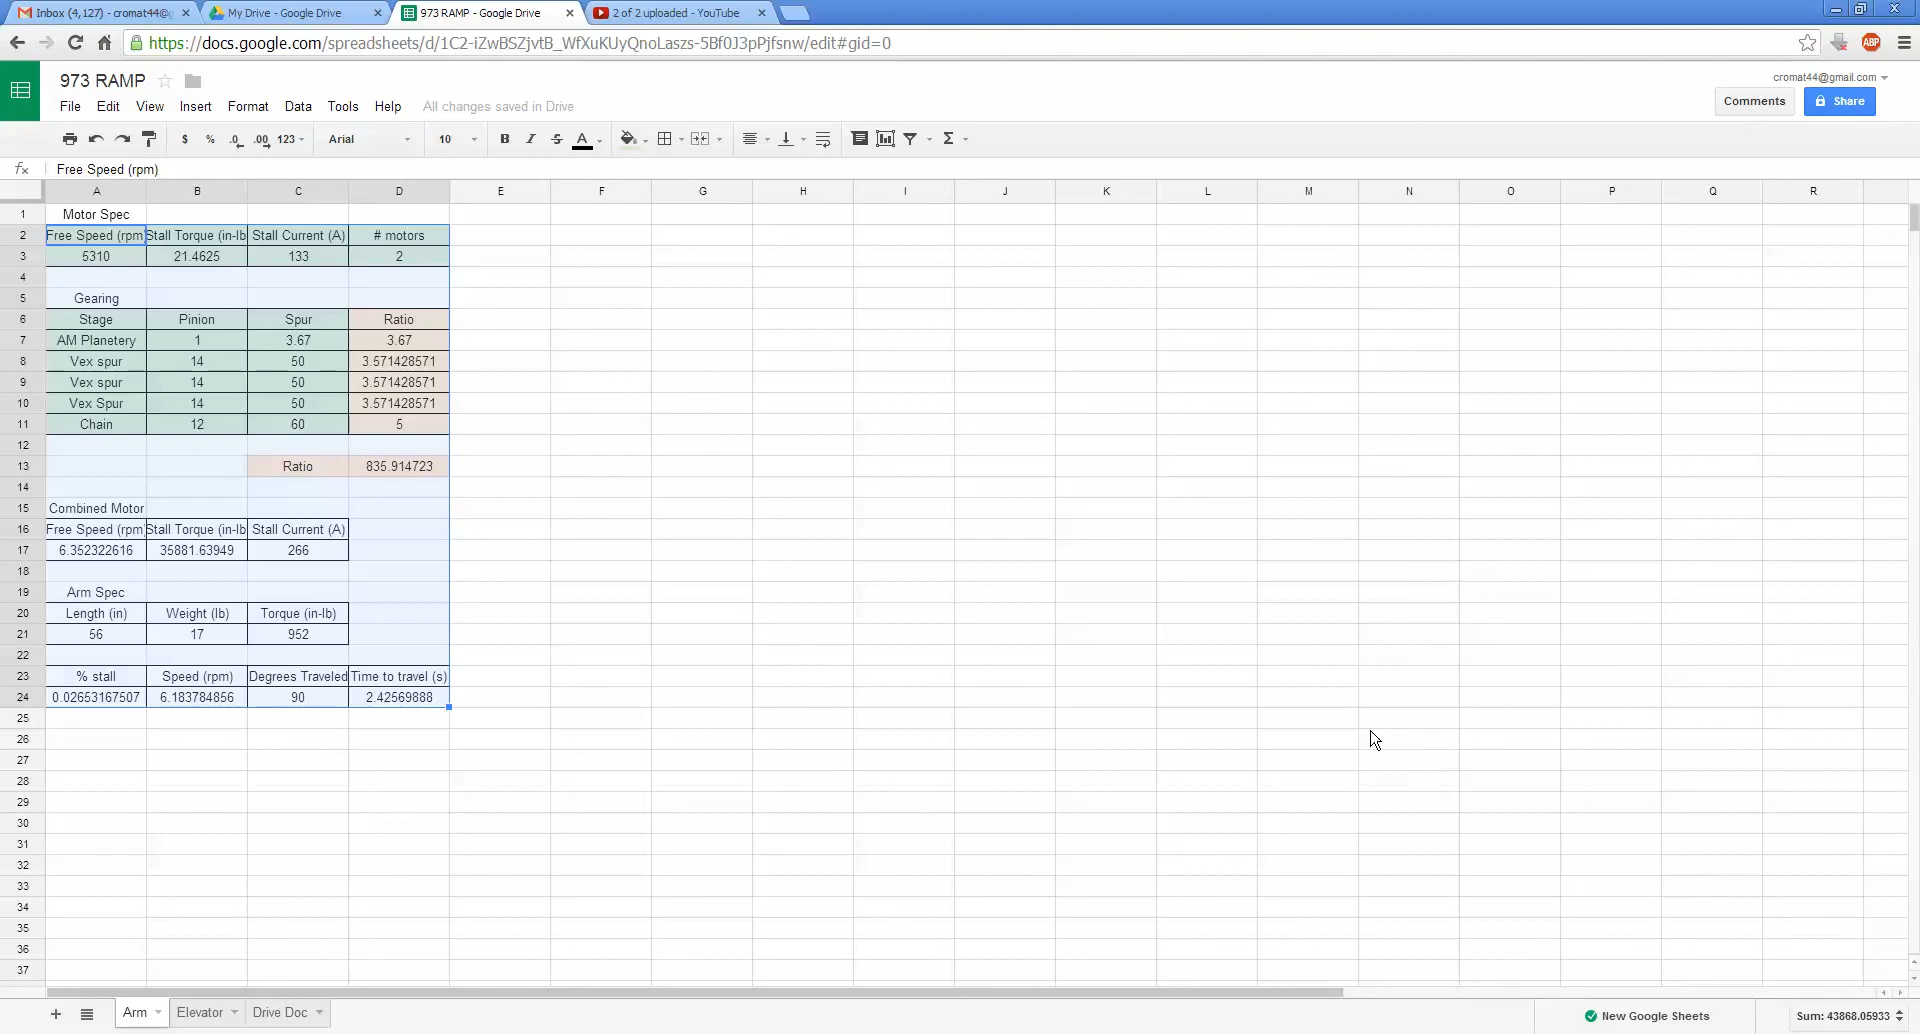 Inbox (4,127) - cromat44@g
My Drive - Google Drive
973 RAMP - Google Drive
2 of 2 uploaded - YouTube
https://docs.google.com/spreadsheets/d/1C2-iZwBSZjvtB_WfXuKUyQnoLaszs-5Bf0J3pPjfsnw/edit#gid=0
ABP
973 RAMP
cromat44@gmail.com
File Edit View Insert Format Data Tools Help All changes saved in Drive
Comments Share
$ % .0 .00 123 Arial 10 B I S A Σ
fx Free Speed (rpm)
A B C D E F G H I J K L M N O P Q R
1 Motor Spec
2 Free Speed (rpm) Stall Torque (in-lb Stall Current (A) # motors
3 5310 21.4625 133 2
4
5 Gearing
6 Stage Pinion Spur Ratio
7 AM Planetery 1 3.67 3.67
8 Vex spur 14 50 3.571428571
9 Vex spur 14 50 3.571428571
10 Vex Spur 14 50 3.571428571
11 Chain 12 60 5
12
13 Ratio 835.914723
14
15 Combined Motor
16 Free Speed (rpm) Stall Torque (in-lb Stall Current (A)
17 6.352322616 35881.63949 266
18
19 Arm Spec
20 Length (in) Weight (lb) Torque (in-lb)
21 56 17 952
22
23 % stall Speed (rpm) Degrees Traveled Time to travel (s)
24 0.02653167507 6.183784856 90 2.42569888
25
26
27
28
29
30
31
32
33
34
35
36
37
+ Arm Elevator Drive Doc New Google Sheets Sum: 43868.05933